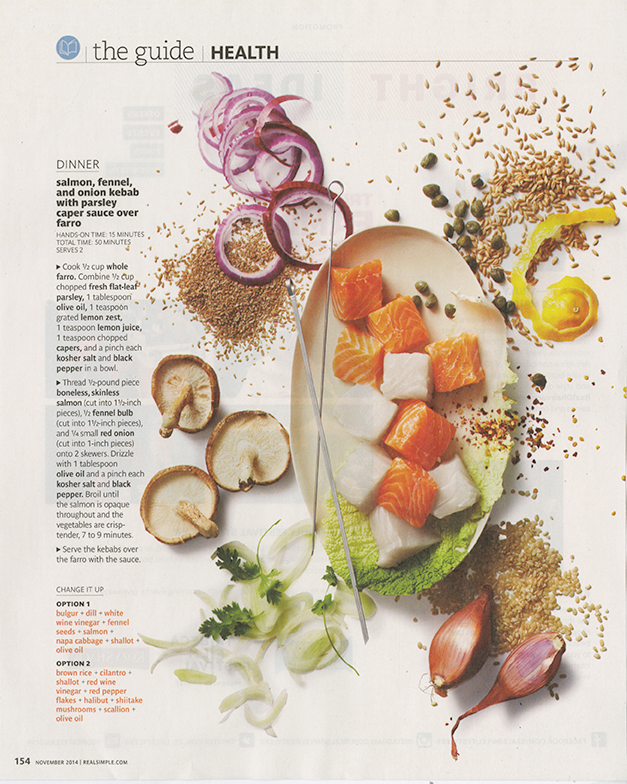 the guide | HEALTH
DINNER
salmon, fennel,
and onion kebab
with parsley
caper sauce over
farro
HANDS-ON TIME: 15 MINUTES
TOTAL TIME: 50 MINUTES
SERVES 2
▶ Cook ½ cup whole
farro. Combine ½ cup
chopped fresh flat-leaf
parsley, 1 tablespoon
olive oil, 1 teaspoon
grated lemon zest,
1 teaspoon lemon juice,
1 teaspoon chopped
capers, and a pinch each
kosher salt and black
pepper in a bowl.
▶ Thread ½-pound piece
boneless, skinless
salmon (cut into 1½-inch
pieces), ½ fennel bulb
(cut into 1½-inch pieces),
and ¼ small red onion
(cut into 1-inch pieces)
onto 2 skewers. Drizzle
with 1 tablespoon
olive oil and a pinch each
kosher salt and black
pepper. Broil until
the salmon is opaque
throughout and the
vegetables are crisp-
tender, 7 to 9 minutes.
▶ Serve the kebabs over
the farro with the sauce.
CHANGE IT UP
OPTION 1
bulgur + dill + white
wine vinegar + fennel
seeds + salmon +
napa cabbage + shallot +
olive oil
OPTION 2
brown rice + cilantro +
shallot + red wine
vinegar + red pepper
flakes + halibut + shiitake
mushrooms + scallion +
olive oil
154 NOVEMBER 2014 | REALSIMPLE.COM